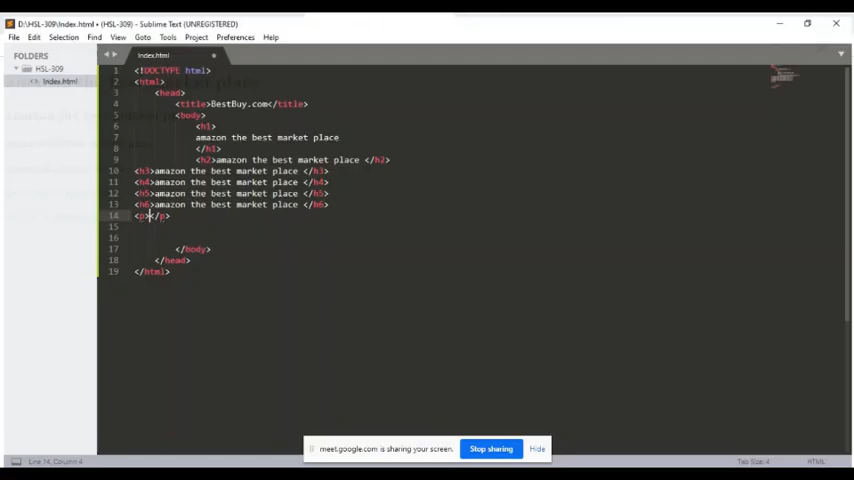 D:\HSL-309\Index.html • (HSL-309) - Sublime Text (UNREGISTERED)
File Edit Selection Find View Goto Tools Project Preferences Help
FOLDERS
HSL-309
Index.html
Index.html
1 <!DOCTYPE html>
2 <html>
3 <head>
4 <title>BestBuy.com</title>
5 <body>
6 <h1>
7 amazon the best market place
8 </h1>
9 <h2>amazon the best market place </h2>
10 <h3>amazon the best market place </h3>
11 <h4>amazon the best market place </h4>
12 <h5>amazon the best market place </h5>
13 <h6>amazon the best market place </h6>
14 <p></p>
15
16
17 </body>
18 </head>
19 </html>
meet.google.com is sharing your screen. Stop sharing Hide
Line 14, Column 4 Tab Size: 4 HTML